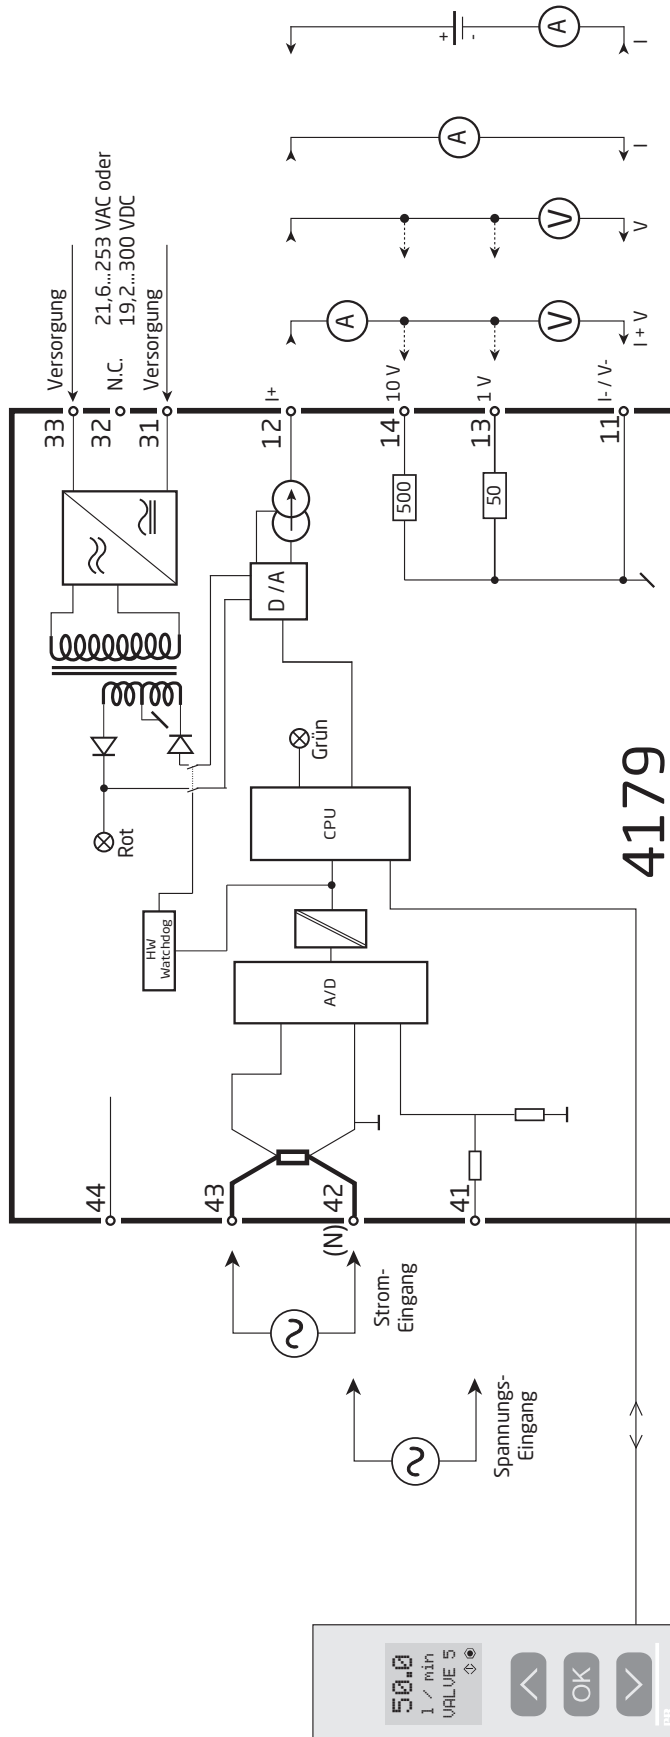 50.0
l / min
VALVE 5
OK
Spannungs-
Eingang
Strom-
Eingang
44
43
42
(N)
41
HW
Watchdog
A/D
CPU
Rot
Grün
D / A
500
50
4179
33
32
31
12
14
13
11
Versorgung
N.C.
Versorgung
21,6...253 VAC oder
19,2...300 VDC
I+
10 V
1 V
I- / V-
A
V
I + V
V
V
A
I
+
-
A
I